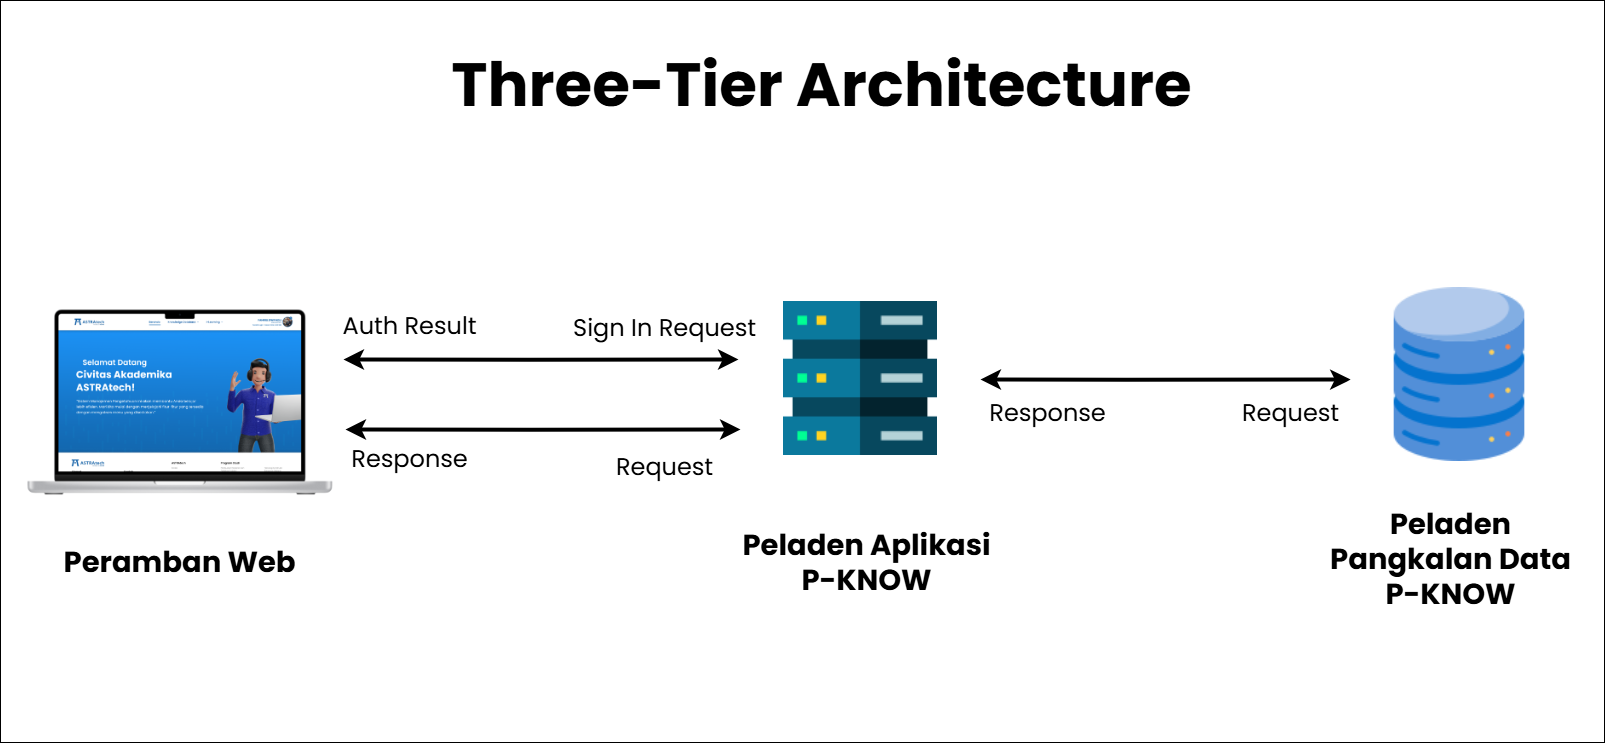 Three-Tier Architecture
ASTRAtech
Selamat Datang
Civitas Akademika
ASTRAtech!
ASTRAtech
Auth Result
Sign In Request
Response
Request
Response
Request
Peramban Web
Peladen Aplikasi
P-KNOW
Peladen
Pangkalan Data
P-KNOW